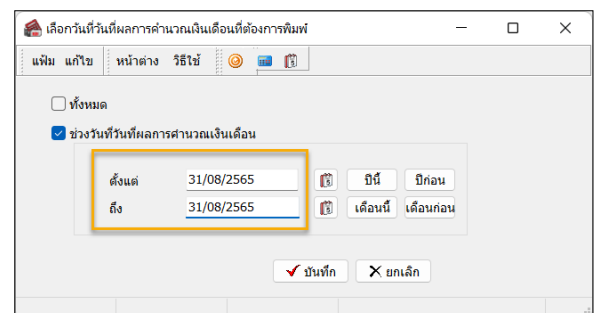 เลือกวันที่วันที่ผลการคำนวณเงินเดือนที่ต้องการพิมพ์
แฟ้ม แก้ไข หน้าต่าง วิธีใช้
ทั้งหมด
ช่วงวันที่วันที่ผลการคำนวณเงินเดือน
ตั้งแต่ 31/08/2565 ปีนี้ ปีก่อน
ถึง 31/08/2565 เดือนนี้ เดือนก่อน
บันทึก ยกเลิก